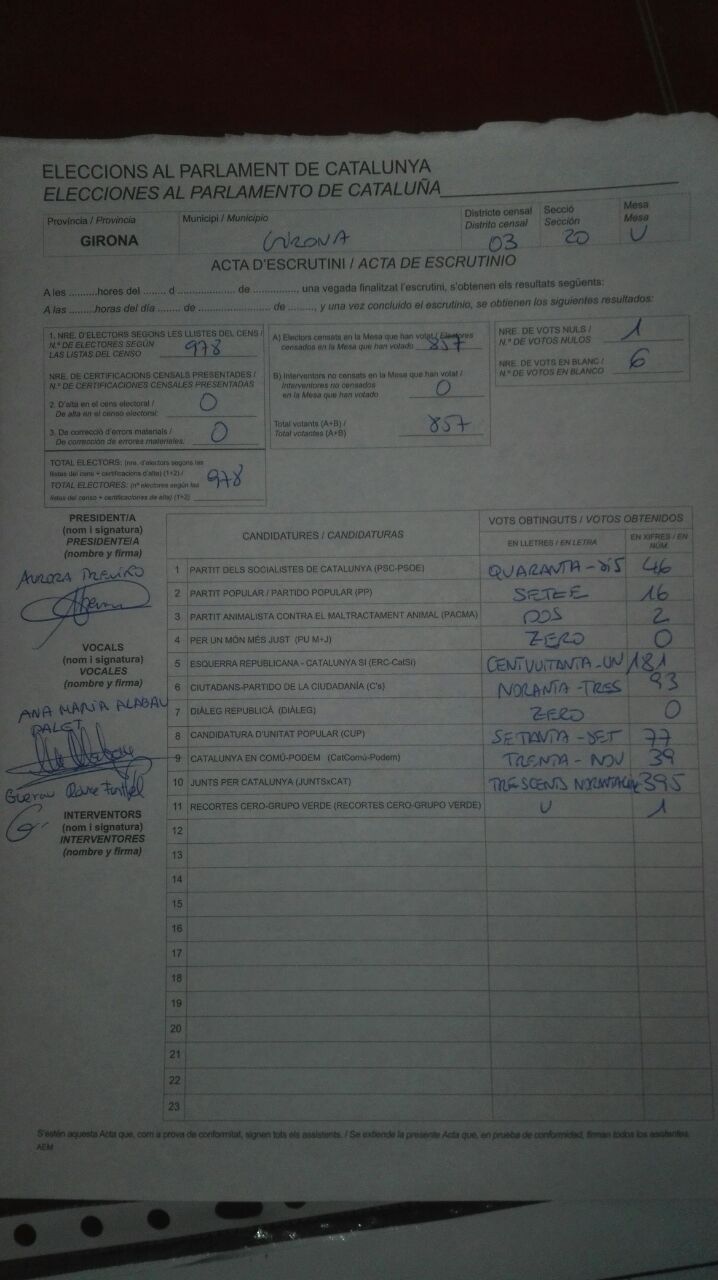 ELECCIONS AL PARLAMENT DE CATALUNYA
ELECCIONES AL PARLAMENTO DE CATALUÑA
Província / Provincia
GIRONA
Municipi / Municipio
GIRONA
Districte censal
Distrito censal
03
Secció
Sección
20
Mesa
Mesa
U
ACTA D'ESCRUTINI / ACTA DE ESCRUTINIO
A les ..........hores del ........ d ..................... de ..............., una vegada finalitzat l'escrutini, s'obtenen els resultats següents:
A las ..........horas del día ........ de ..................... de ........, y una vez concluido el escrutinio, se obtienen los siguientes resultados:
1. NRE. D'ELECTORS SEGONS LES LLISTES DEL CENS /
N.º DE ELECTORES SEGÚN
LAS LISTAS DEL CENSO
978
NRE. DE CERTIFICACIONS CENSALS PRESENTADES /
N.º DE CERTIFICACIONES CENSALES PRESENTADAS
2. D'alta en el cens electoral /
De alta en el censo electoral:
0
3. De correcció d'errors materials /
De corrección de errores materiales:
0
TOTAL ELECTORS: (nre. d'electors segons les
llistes del cens + certificacions d'alta) (1+2) /
TOTAL ELECTORES: (nº electores según las
listas del censo + certificaciones de alta) (1+2)
978
A) Electors censats en la Mesa que han votat / Electores
censados en la Mesa que han votado
857
B) Interventors no censats en la Mesa que han votat /
Interventores no censados
en la Mesa que han votado
0
Total votants (A+B) /
Total votantes (A+B)
857
NRE. DE VOTS NULS /
N.º DE VOTOS NULOS
1
NRE. DE VOTS EN BLANC /
N.º DE VOTOS EN BLANCO
6
PRESIDENT/A
(nom i signatura)
PRESIDENTE/A
(nombre y firma)
AURORA TREVIÑO
VOCALS
(nom i signatura)
VOCALES
(nombre y firma)
ANA MARIA ALABAU
PALET
Guerau
INTERVENTORS
(nom i signatura)
INTERVENTORES
(nombre y firma)
CANDIDATURES / CANDIDATURAS
VOTS OBTINGUTS / VOTOS OBTENIDOS
EN LLETRES / EN LETRA
EN XIFRES / EN NÚM.
1 PARTIT DELS SOCIALISTES DE CATALUNYA (PSC-PSOE) QUARANTA-SIS 46
2 PARTIT POPULAR / PARTIDO POPULAR (PP) SETZE 16
3 PARTIT ANIMALISTA CONTRA EL MALTRACTAMENT ANIMAL (PACMA) DOS 2
4 PER UN MÓN MÉS JUST (PU M+J) ZERO 0
5 ESQUERRA REPUBLICANA - CATALUNYA SI (ERC-CatSí) CENT VUITANTA-UN 181
6 CIUTADANS-PARTIDO DE LA CIUDADANÍA (C's) NORANTA-TRES 93
7 DIÀLEG REPUBLICÀ (DIÀLEG) ZERO 0
8 CANDIDATURA D'UNITAT POPULAR (CUP) SETANTA-SET 77
9 CATALUNYA EN COMÚ-PODEM (CatComú-Podem) TRENTA-NOU 39
10 JUNTS PER CATALUNYA (JUNTSxCAT) TRESCENTS 395
11 RECORTES CERO-GRUPO VERDE (RECORTES CERO-GRUPO VERDE) U 1
12
13
14
15
16
17
18
19
20
21
22
23
S'estén aquesta Acta que, com a prova de conformitat, signen tots els assistents. / Se extiende la presente Acta que, en prueba de conformidad, firman todos los asistentes.
AEM